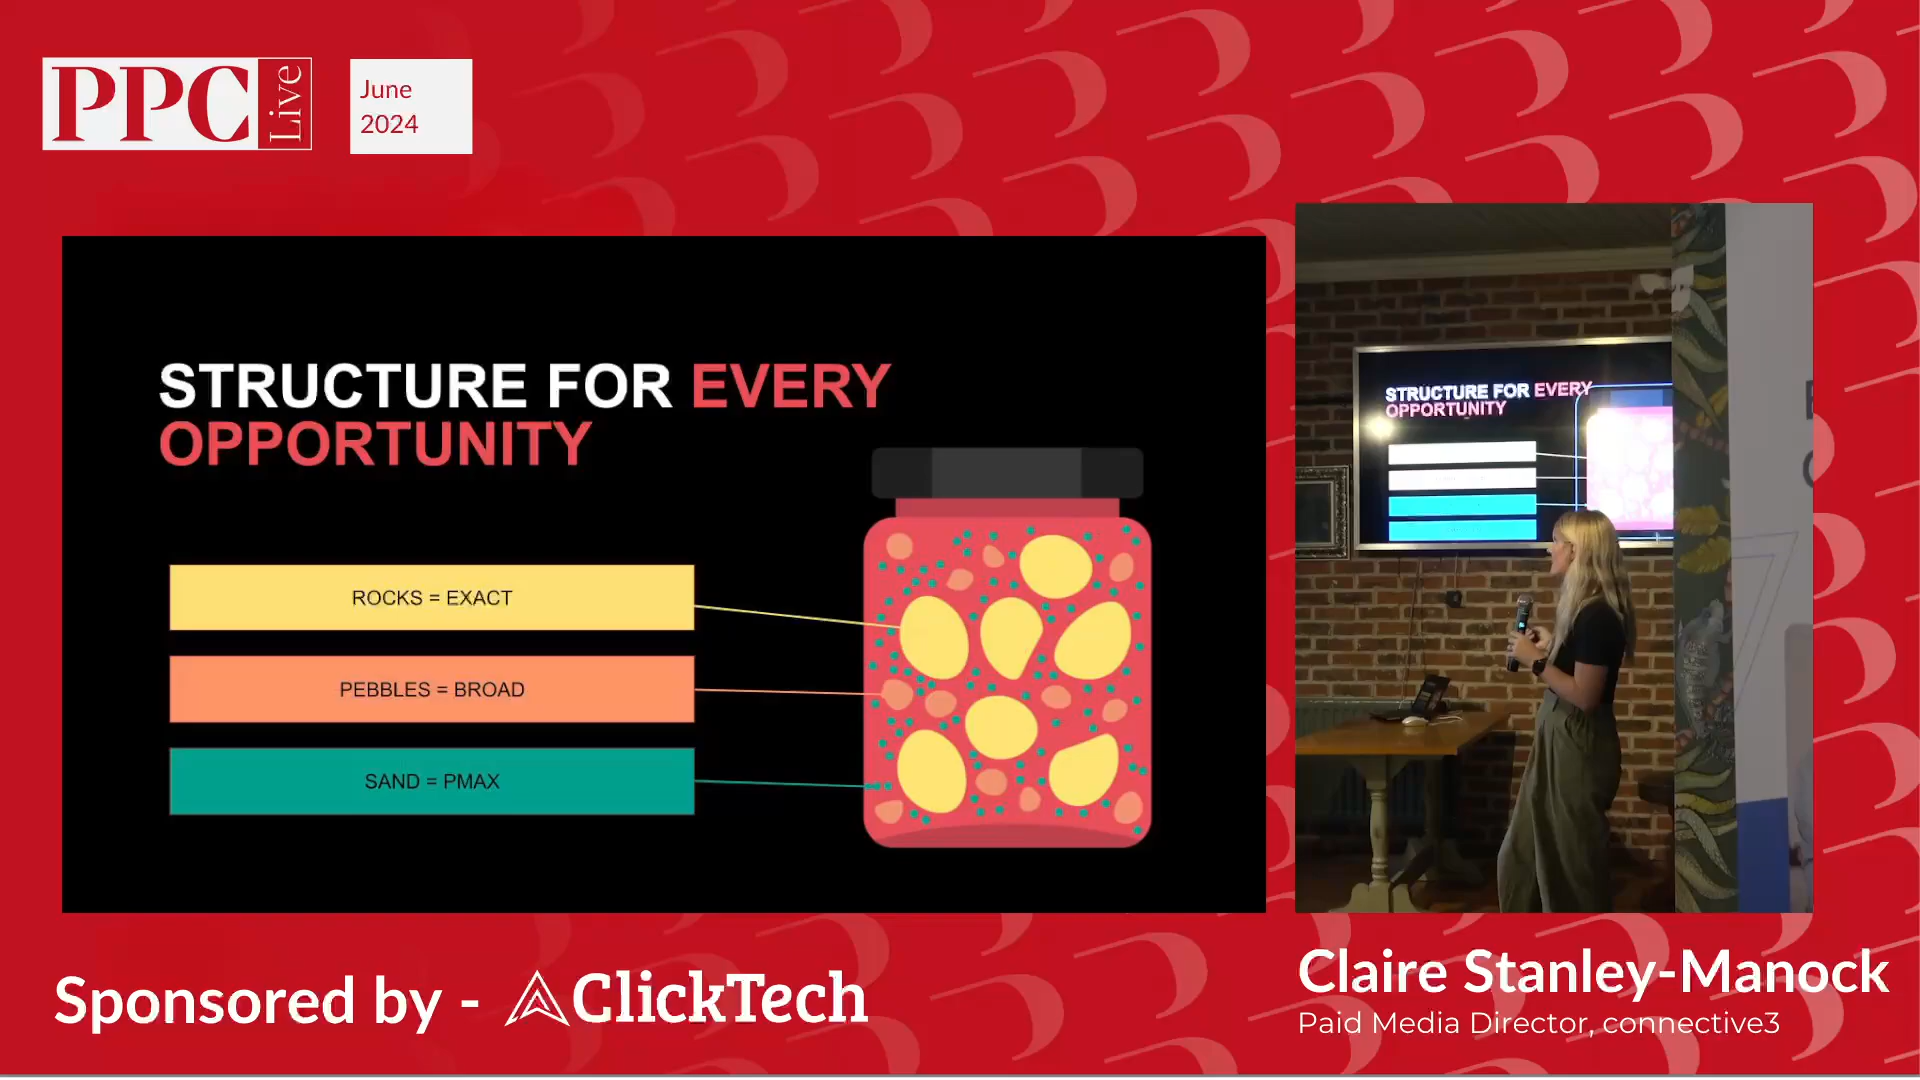 PPC Live
June
2024
STRUCTURE FOR EVERY
OPPORTUNITY
ROCKS = EXACT
PEBBLES = BROAD
SAND = PMAX
STRUCTURE FOR EVERY
OPPORTUNITY
Sponsored by - ClickTech
Claire Stanley-Manock
Paid Media Director, connective3